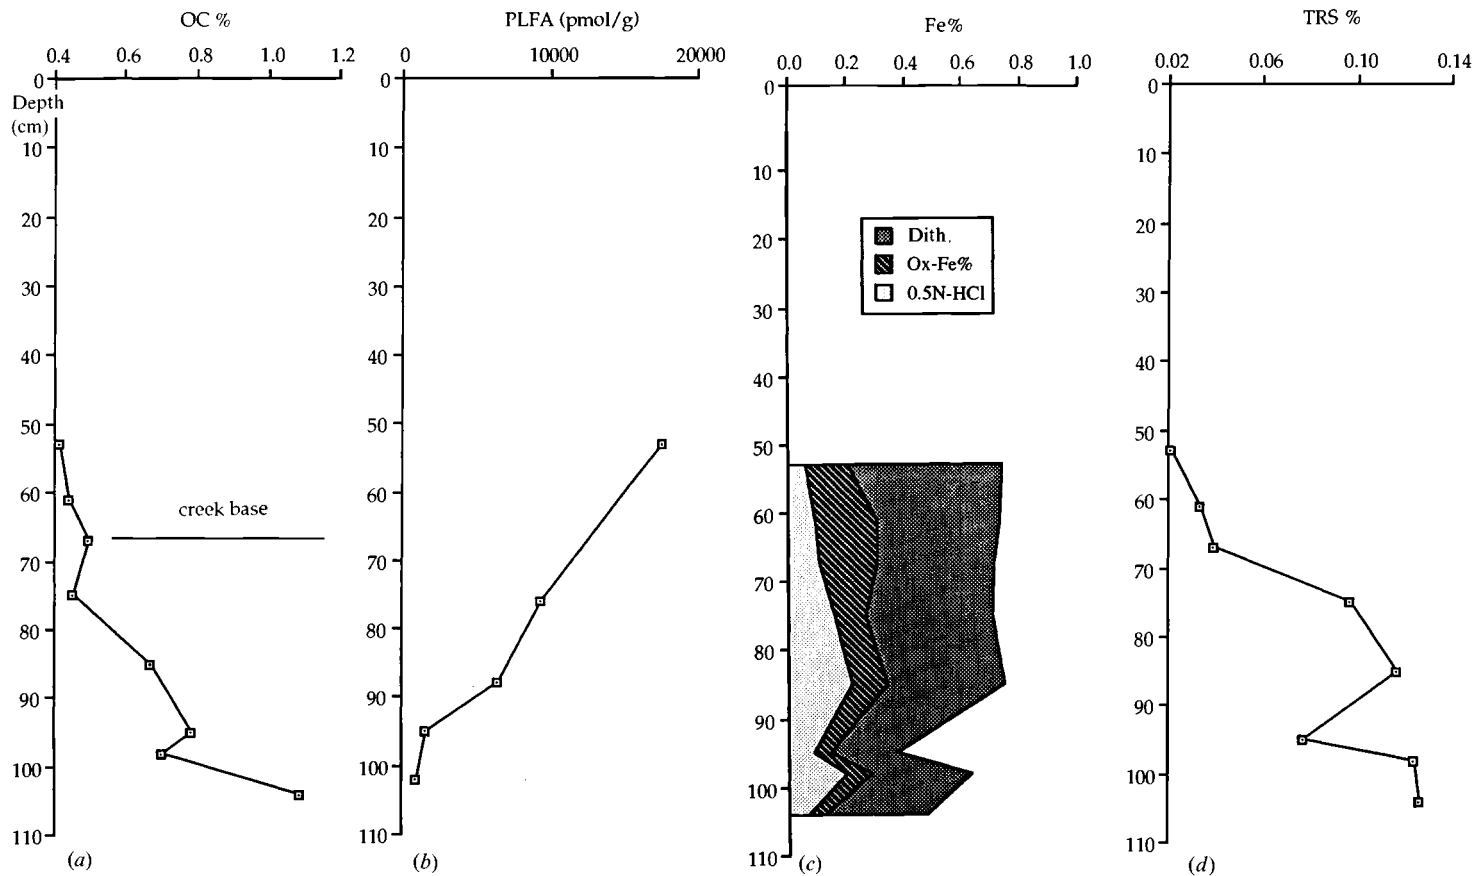 OC %
0.4 0.6 0.8 1.0 1.2
0
Depth
(cm)
10
20
30
40
50
60
70
80
90
100
110
creek base
(a)
PLFA (pmol/g)
0 10000 20000
0
10
20
30
40
50
60
70
80
90
100
110
(b)
Fe%
0.0 0.2 0.4 0.6 0.8 1.0
0
10
20
30
40
50
60
70
80
90
100
110
Dith.
Ox-Fe%
0.5N-HCl
(c)
TRS %
0.02 0.06 0.10 0.14
0
10
20
30
40
50
60
70
80
90
100
110
(d)